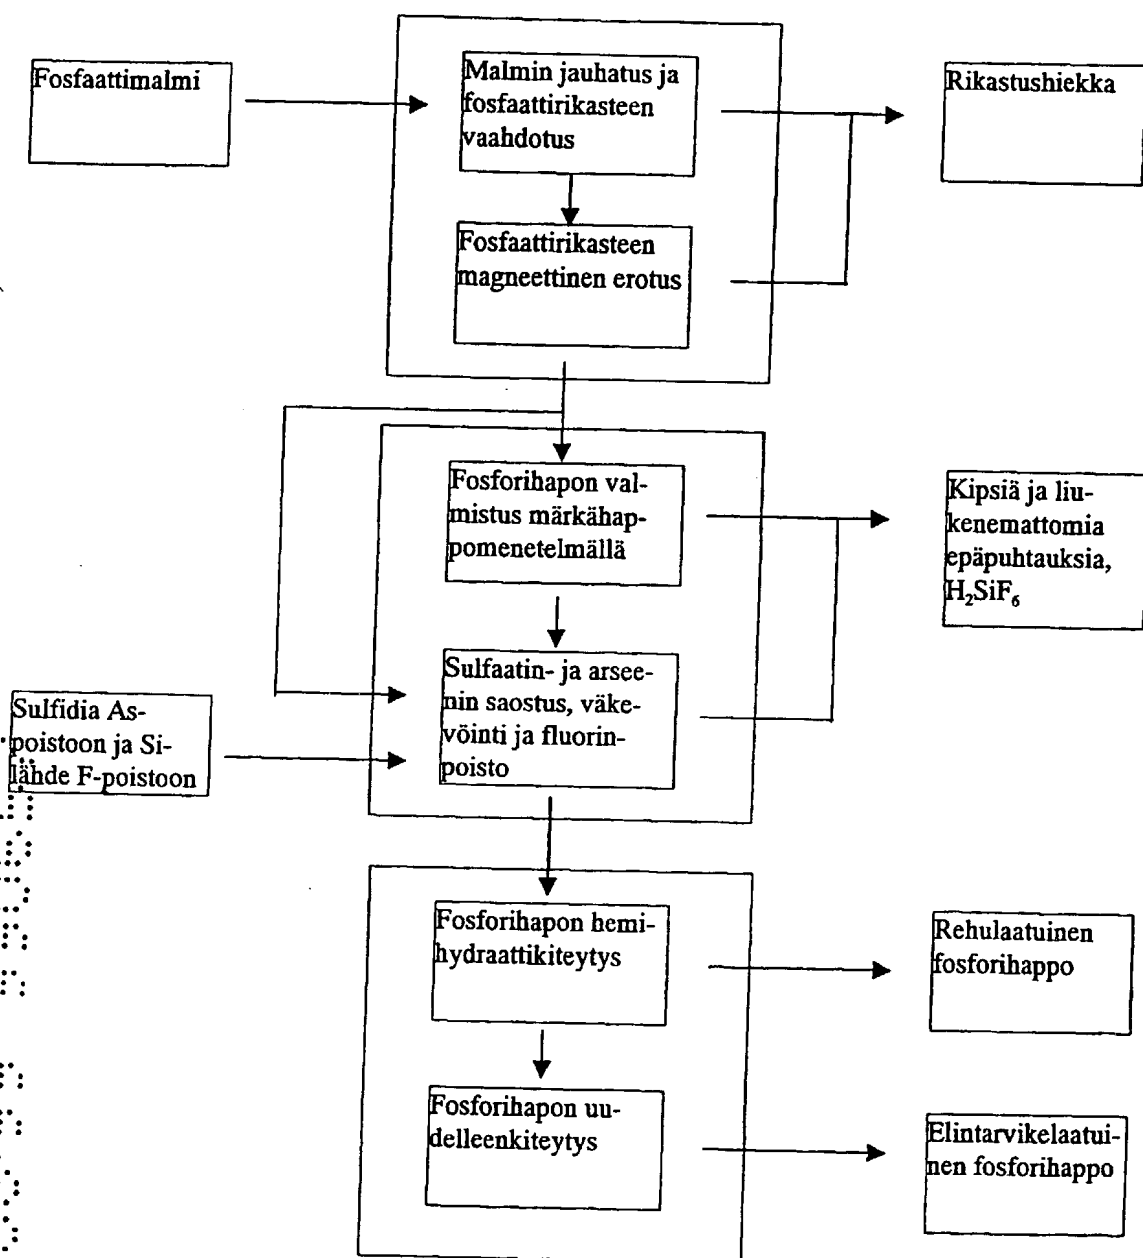 Fosfaattimalmi
Malmin jauhatus ja
fosfaattirikasteen
vaahdotus
Rikastushiekka
Fosfaattirikasteen
magneettinen erotus
Fosforihapon val-
mistus märkähap-
pomenetelmällä
Kipsiä ja liu-
kenemattomia
epäpuhtauksia,
H₂SiF₆
Sulfaatin- ja arsee-
nin saostus, väke-
vöinti ja fluorin-
poisto
Sulfidia As-
poistoon ja Si-
lähde F-poistoon
Fosforihapon hemi-
hydraattikiteytys
Rehulaatuinen
fosforihappo
Fosforihapon uu-
delleenkiteytys
Elintarvikelaatui-
nen fosforihappo